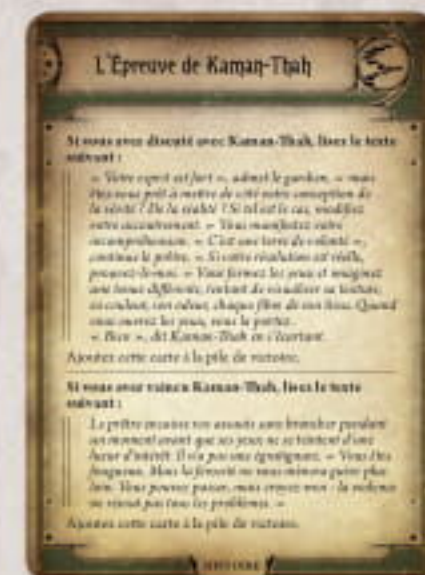 L'Épreuve de Kaman-Thah
Si vous avez discuté avec Kaman-Thah, lisez le texte
suivant :
« Votre esprit est fort », admet le gardien, « mais
êtes-vous prêt à mettre de côté votre conception de
la vérité ? De la réalité ? Si tel est le cas, modifiez
votre accoutrement. » Vous manifestez votre
incompréhension. « C'est une terre de volonté »,
continue le prêtre. « Si votre résolution est réelle,
prouvez-le-moi. » Vous fermez les yeux et imaginez
une tenue différente, tentant de visualiser sa texture,
sa couleur, son odeur, chaque fibre de son tissu. Quand
vous ouvrez les yeux, vous la portez.
« Bien », dit Kaman-Thah en s'écartant.
Ajoutez cette carte à la pile de victoire.
Si vous avez vaincu Kaman-Thah, lisez le texte
suivant :
Le prêtre encaisse vos assauts sans broncher pendant
un moment avant que ses yeux ne se teintent d'une
lueur d'intérêt. Il n'a pas une égratignure. « Vous êtes
fougueux. Mais la férocité ne vous mènera guère plus
loin. Vous pouvez passer, mais croyez-moi : la violence
ne résout pas tous les problèmes. »
Ajoutez cette carte à la pile de victoire.
HISTOIRE